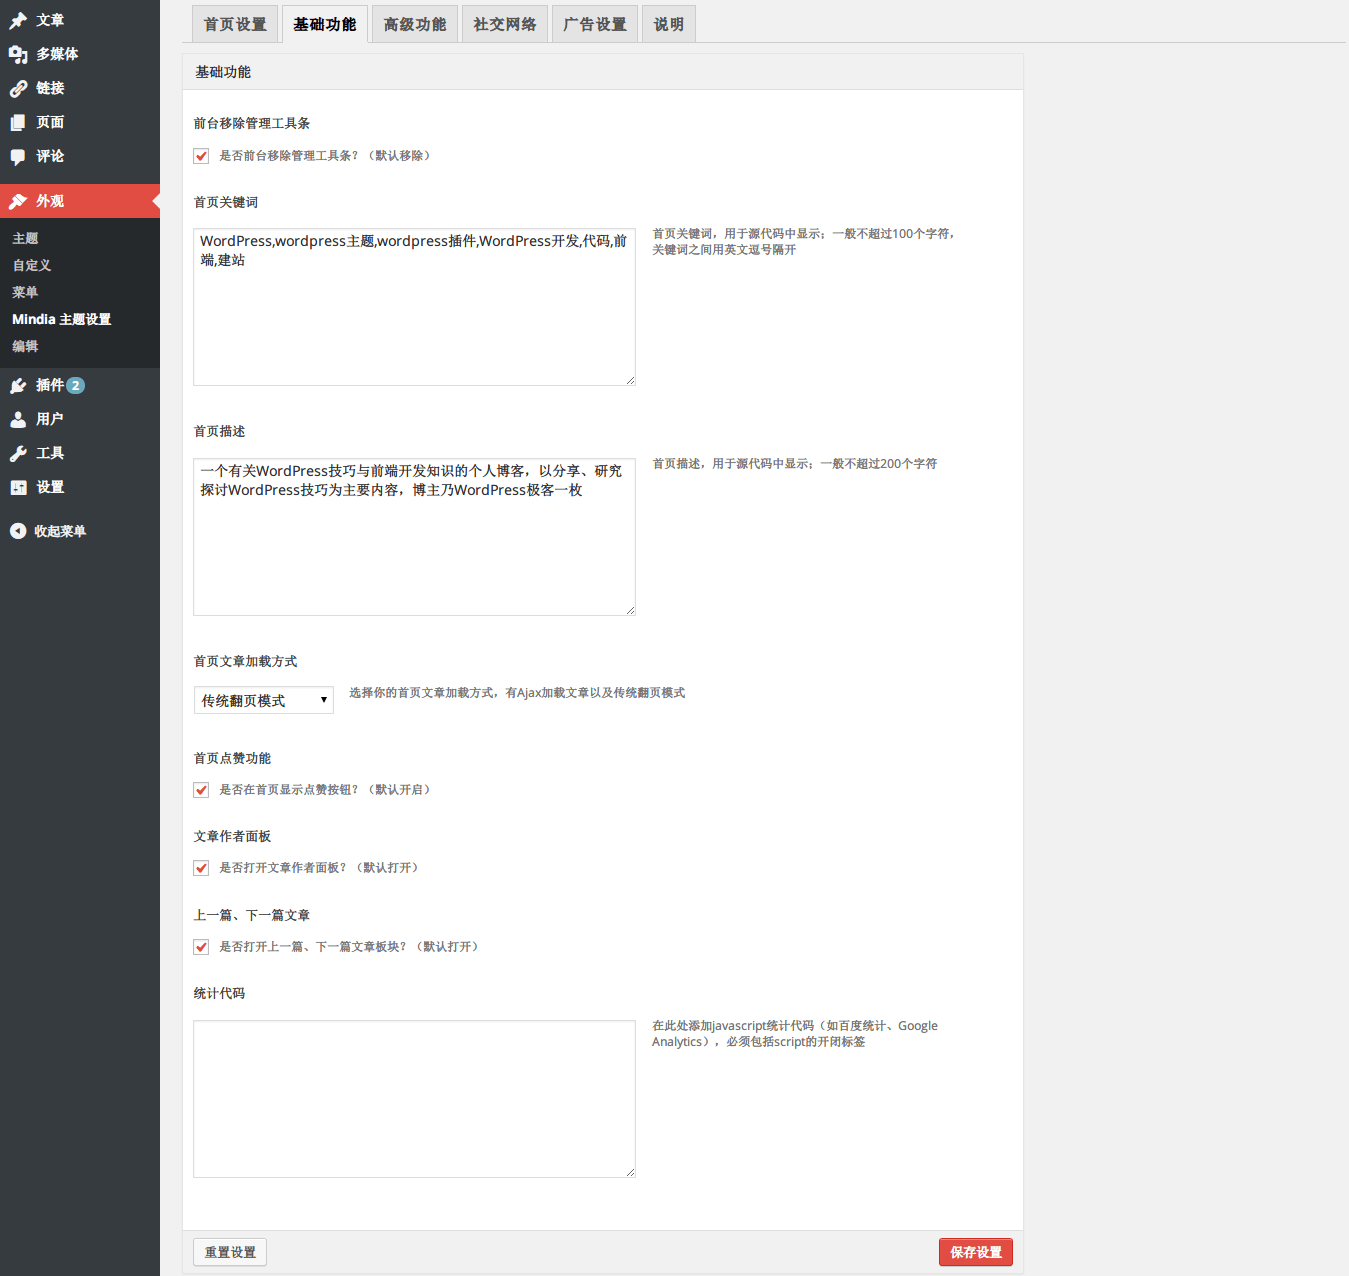 文章
多媒体
链接
页面
评论
外观
主题
自定义
菜单
Mindia 主题设置
编辑
插件 2
用户
工具
设置
收起菜单
首页设置 基础功能 高级功能 社交网络 广告设置 说明
基础功能
前台移除管理工具条
是否前台移除管理工具条？（默认移除）
首页关键词
WordPress,wordpress主题,wordpress插件,WordPress开发,代码,前
端,建站
首页关键词，用于源代码中显示；一般不超过100个字符，
关键词之间用英文逗号隔开
首页描述
一个有关WordPress技巧与前端开发知识的个人博客，以分享、研究
探讨WordPress技巧为主要内容，博主乃WordPress极客一枚
首页描述，用于源代码中显示；一般不超过200个字符
首页文章加载方式
传统翻页模式
选择你的首页文章加载方式，有Ajax加载文章以及传统翻页模式
首页点赞功能
是否在首页显示点赞按钮？（默认开启）
文章作者面板
是否打开文章作者面板？（默认打开）
上一篇、下一篇文章
是否打开上一篇、下一篇文章板块？（默认打开）
统计代码
在此处添加javascript统计代码（如百度统计、Google
Analytics），必须包括script的开闭标签
重置设置
保存设置